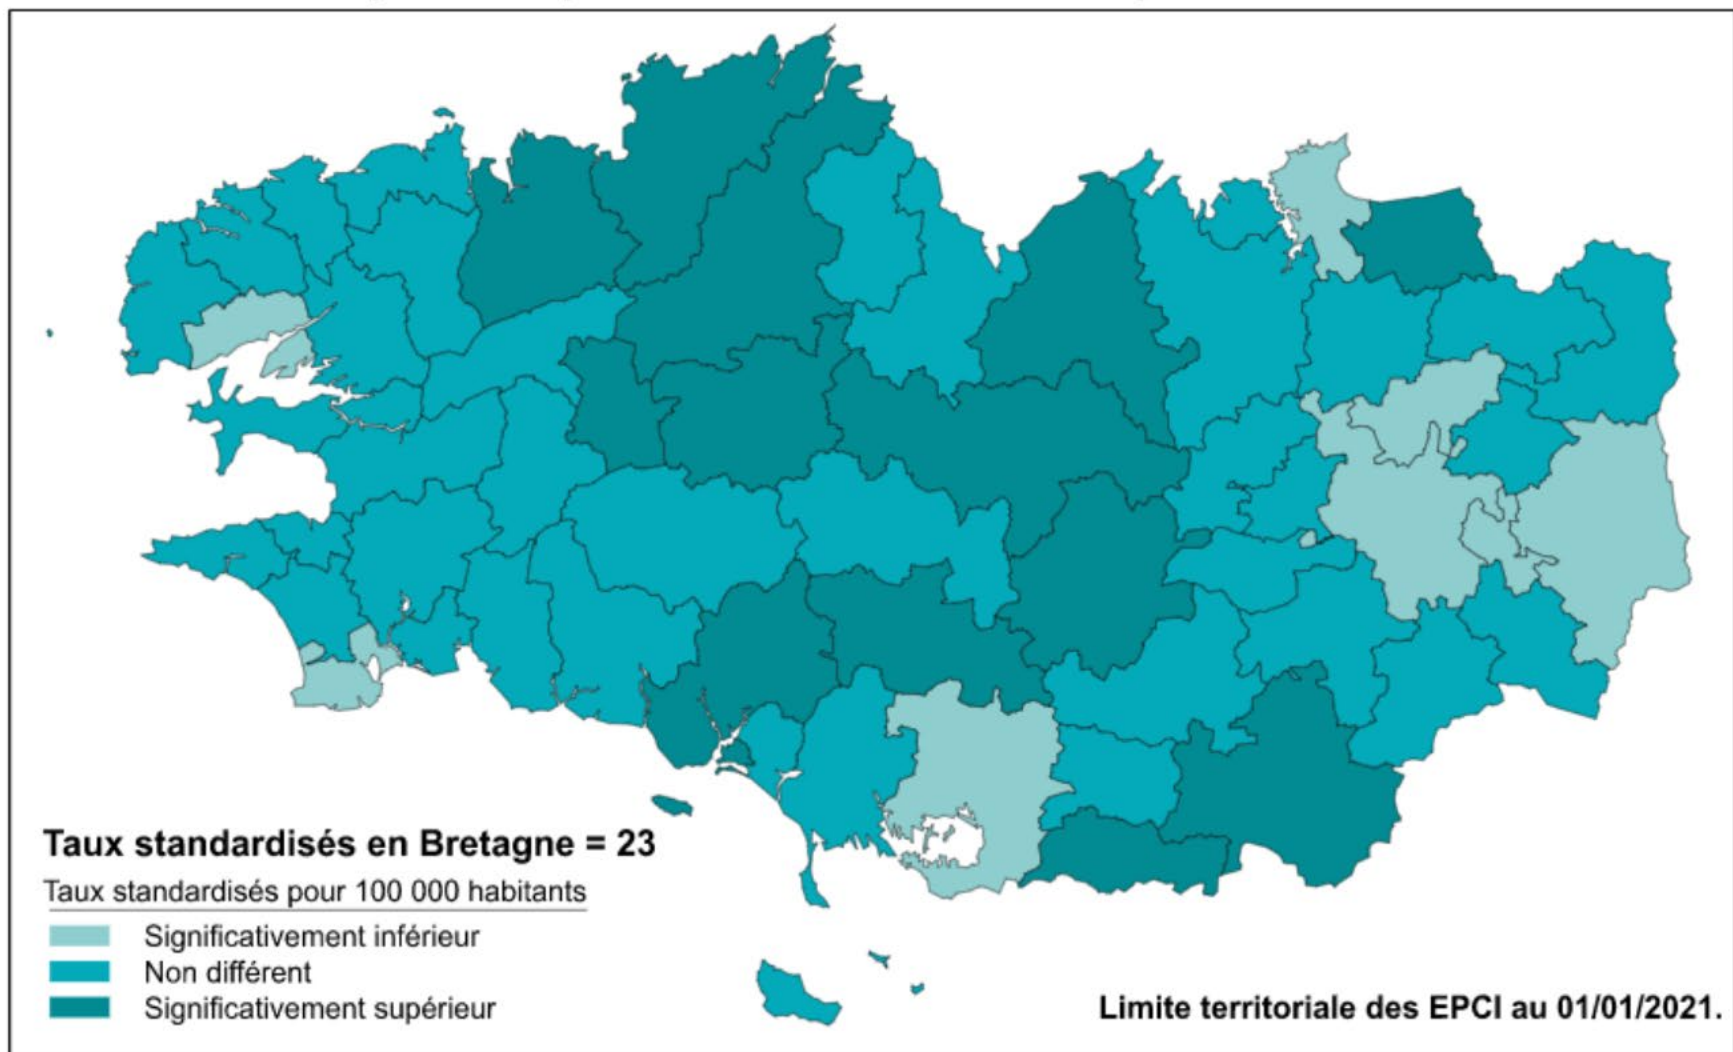 Taux standardisés en Bretagne = 23
Taux standardisés pour 100 000 habitants
Significativement inférieur
Non différent
Significativement supérieur
Limite territoriale des EPCI au 01/01/2021.